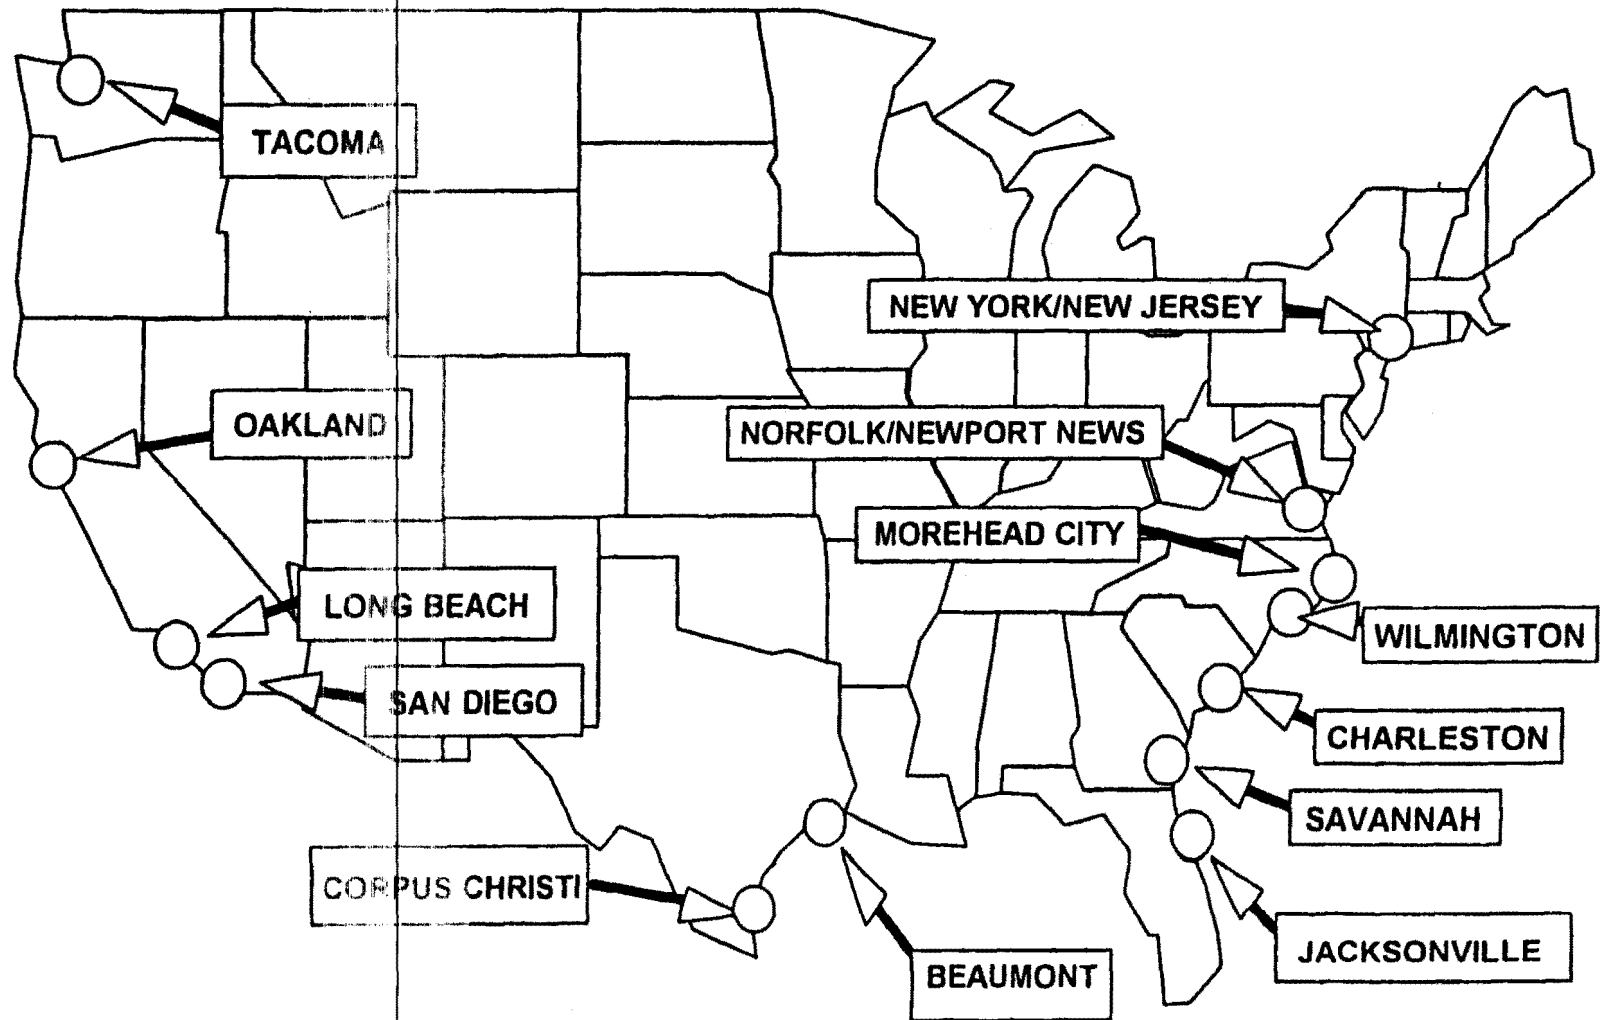 TACOMA
NEW YORK/NEW JERSEY
OAKLAND
NORFOLK/NEWPORT NEWS
MOREHEAD CITY
LONG BEACH
WILMINGTON
SAN DIEGO
CHARLESTON
SAVANNAH
CORPUS CHRISTI
JACKSONVILLE
BEAUMONT